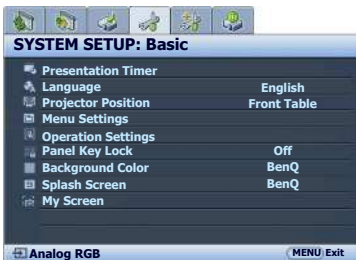 SYSTEM SETUP: Basic
Presentation Timer
Language English
Projector Position Front Table
Menu Settings
Operation Settings
Panel Key Lock Off
Background Color BenQ
Splash Screen BenQ
My Screen
Analog RGB MENU Exit